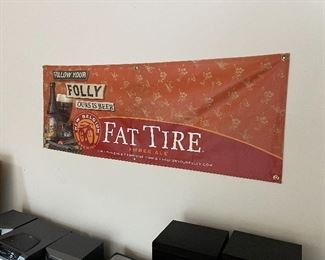 FOLLOW YOUR
FOLLY
OURS IS BEER
NEW BELGIUM
FAT TIRE
AMBER ALE